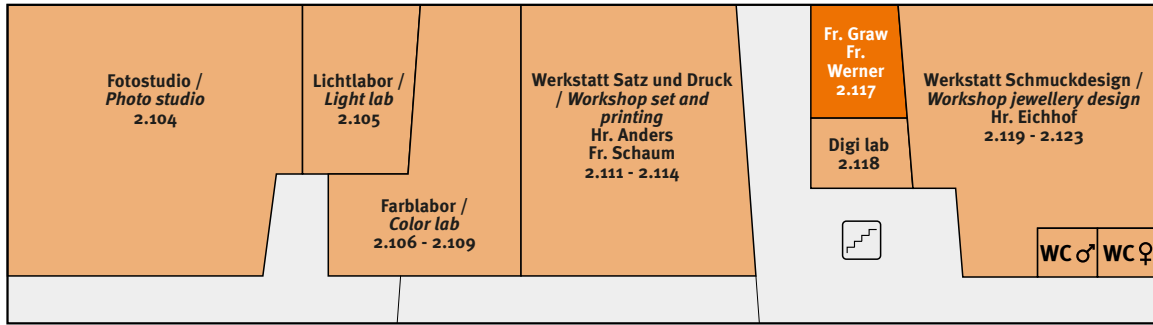 Fotostudio /
Photo studio
2.104
Lichtlabor /
Light lab
2.105
Farblabor /
Color lab
2.106 - 2.109
Werkstatt Satz und Druck
/ Workshop set and
printing
Hr. Anders
Fr. Schaum
2.111 - 2.114
Fr. Graw
Fr.
Werner
2.117
Digi lab
2.118
Werkstatt Schmuckdesign /
Workshop jewellery design
Hr. Eichhof
2.119 - 2.123
WC♂
WC♀